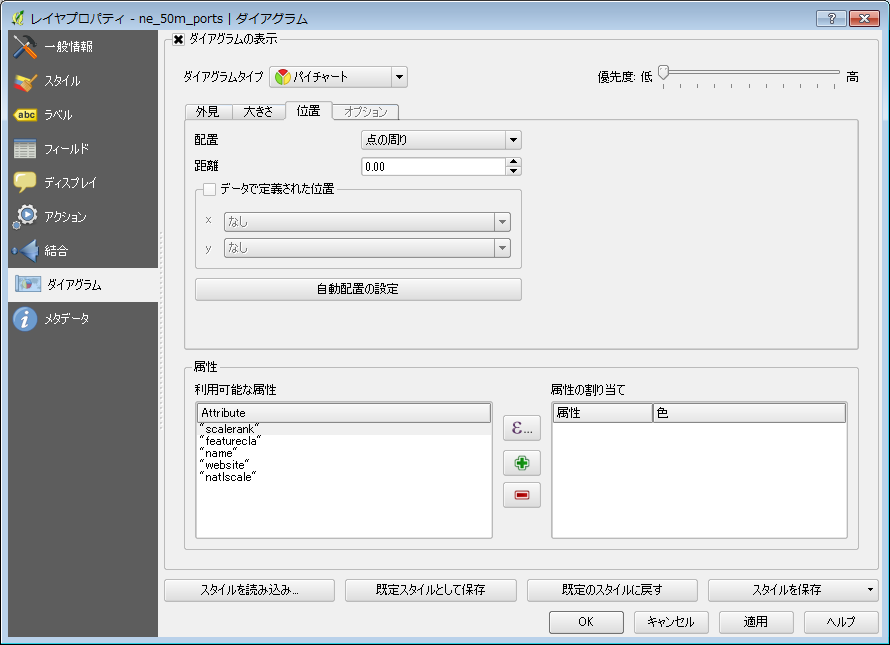 レイヤプロパティ - ne_50m_ports | ダイアグラム
?
一般情報
スタイル
abc ラベル
フィールド
ディスプレイ
アクション
結合
ダイアグラム
メタデータ
ダイアグラムの表示
ダイアグラムタイプ パイチャート 優先度: 低 高
外見 大きさ 位置 オプション
配置 点の周り
距離 0.00
データで定義された位置
x なし
y なし
自動配置の設定
属性
利用可能な属性
Attribute
"scalerank"
"featurecla"
"name"
"website"
"natlscale"
ε...
属性の割り当て
属性 色
スタイルを読み込み... 既定スタイルとして保存 既定のスタイルに戻す スタイルを保存
OK キャンセル 適用 ヘルプ